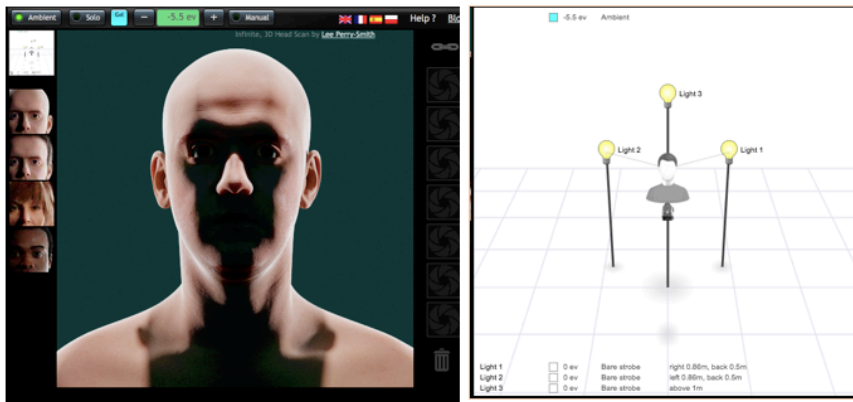 Ambient Solo Gel − -5.5 ev + Manual Help ? Blo
Infinite, 3D Head Scan by Lee Perry-Smith
-5.5 ev Ambient
Light 3
Light 2
Light 1
Light 1 0 ev Bare strobe right 0.86m, back 0.5m
Light 2 0 ev Bare strobe left 0.86m, back 0.5m
Light 3 0 ev Bare strobe above 1m